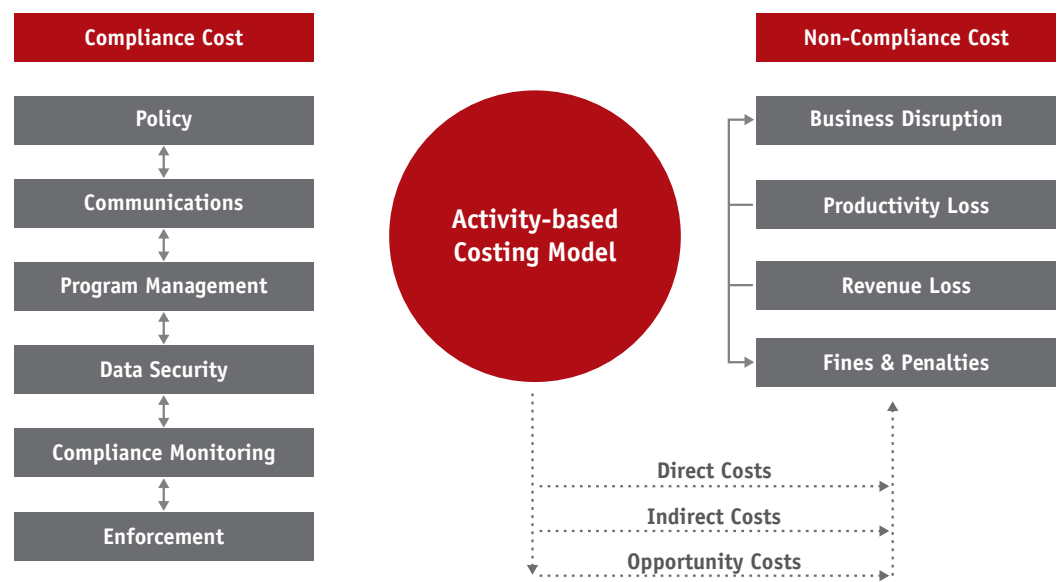 Compliance Cost
Policy
Communications
Program Management
Data Security
Compliance Monitoring
Enforcement
Activity-based
Costing Model
Non-Compliance Cost
Business Disruption
Productivity Loss
Revenue Loss
Fines & Penalties
Direct Costs
Indirect Costs
Opportunity Costs